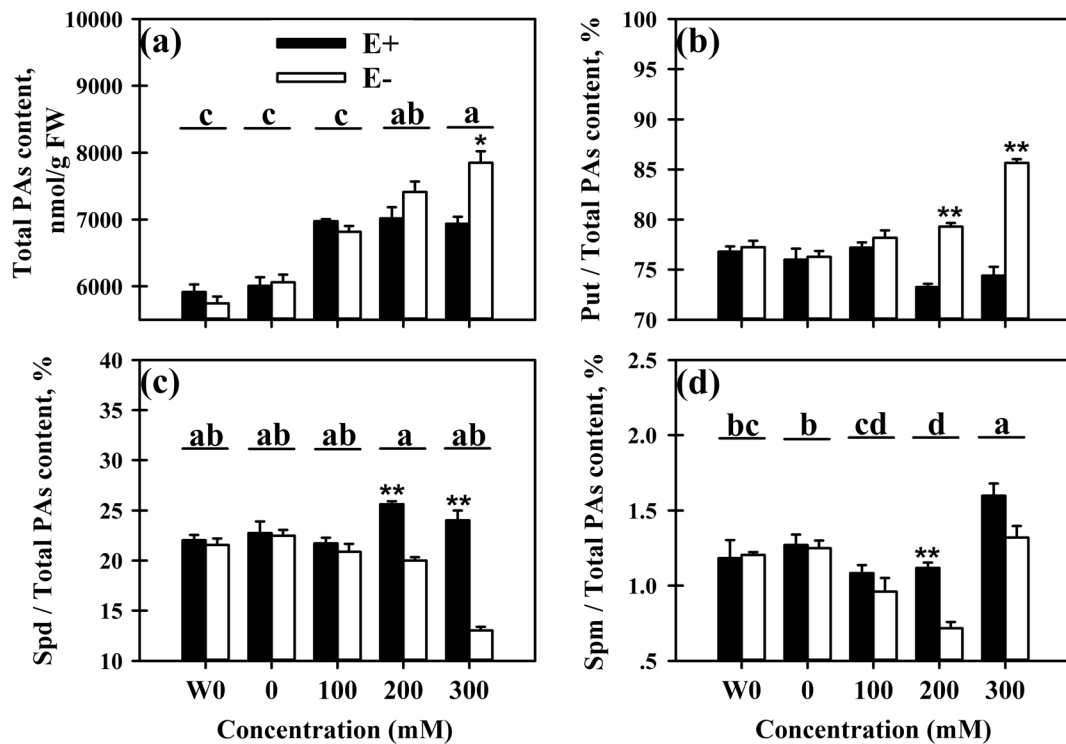 (a)
E+
E-
Total PAs content,
nmol/g FW
10000
9000
8000
7000
6000
c c c ab a
*
(b)
Put / Total PAs content, %
100
95
90
85
80
75
70
**
**
(c)
Spd / Total PAs content, %
40
35
30
25
20
15
10
ab ab ab a ab
** **
W0 0 100 200 300
Concentration (mM)
(d)
Spm / Total PAs content, %
2.5
2.0
1.5
1.0
.5
bc b cd d a
**
W0 0 100 200 300
Concentration (mM)